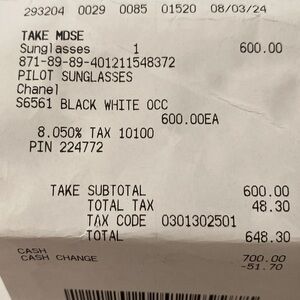 293204 0029 0085 01520 08/03/24
TAKE MDSE
Sunglasses 1 600.00
871-89-89-401211548372
PILOT SUNGLASSES
Chanel
S6561 BLACK WHITE OCC
600.00EA
8.050% TAX 10100
PIN 224772
TAKE SUBTOTAL 600.00
TOTAL TAX 48.30
TAX CODE 0301302501
TOTAL 648.30
CASH 700.00
CASH CHANGE -51.70